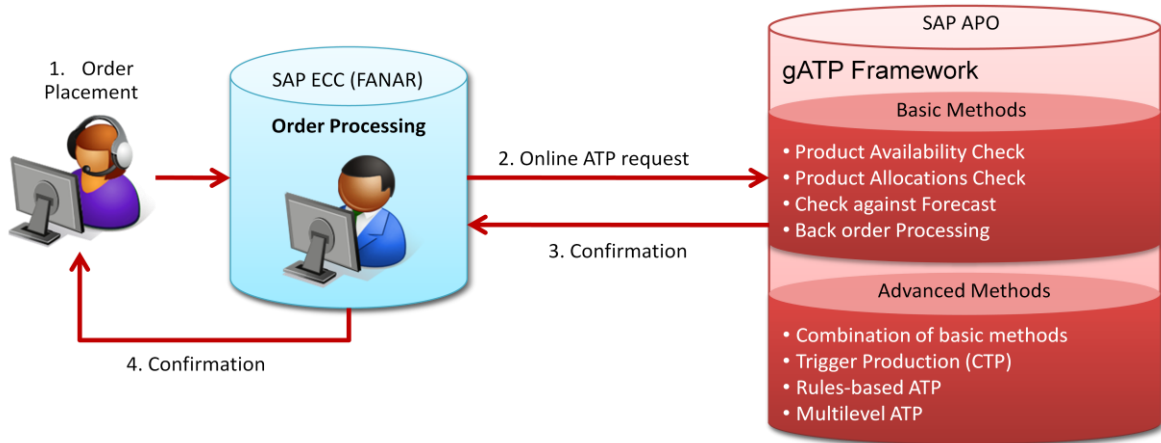 1. Order
Placement
SAP ECC (FANAR)
Order Processing
2. Online ATP request
3. Confirmation
4. Confirmation
SAP APO
gATP Framework
Basic Methods
• Product Availability Check
• Product Allocations Check
• Check against Forecast
• Back order Processing
Advanced Methods
• Combination of basic methods
• Trigger Production (CTP)
• Rules-based ATP
• Multilevel ATP